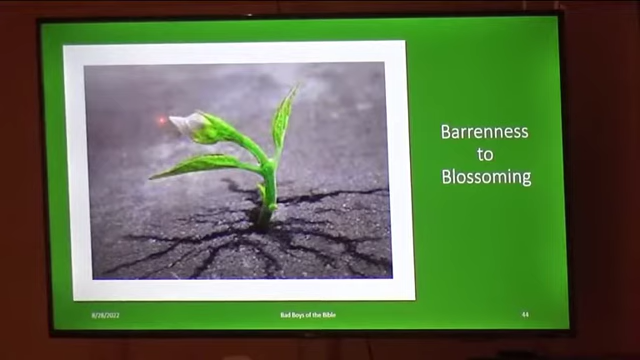 Barrenness
to
Blossoming
8/28/2022
Bad Boys of the Bible
44